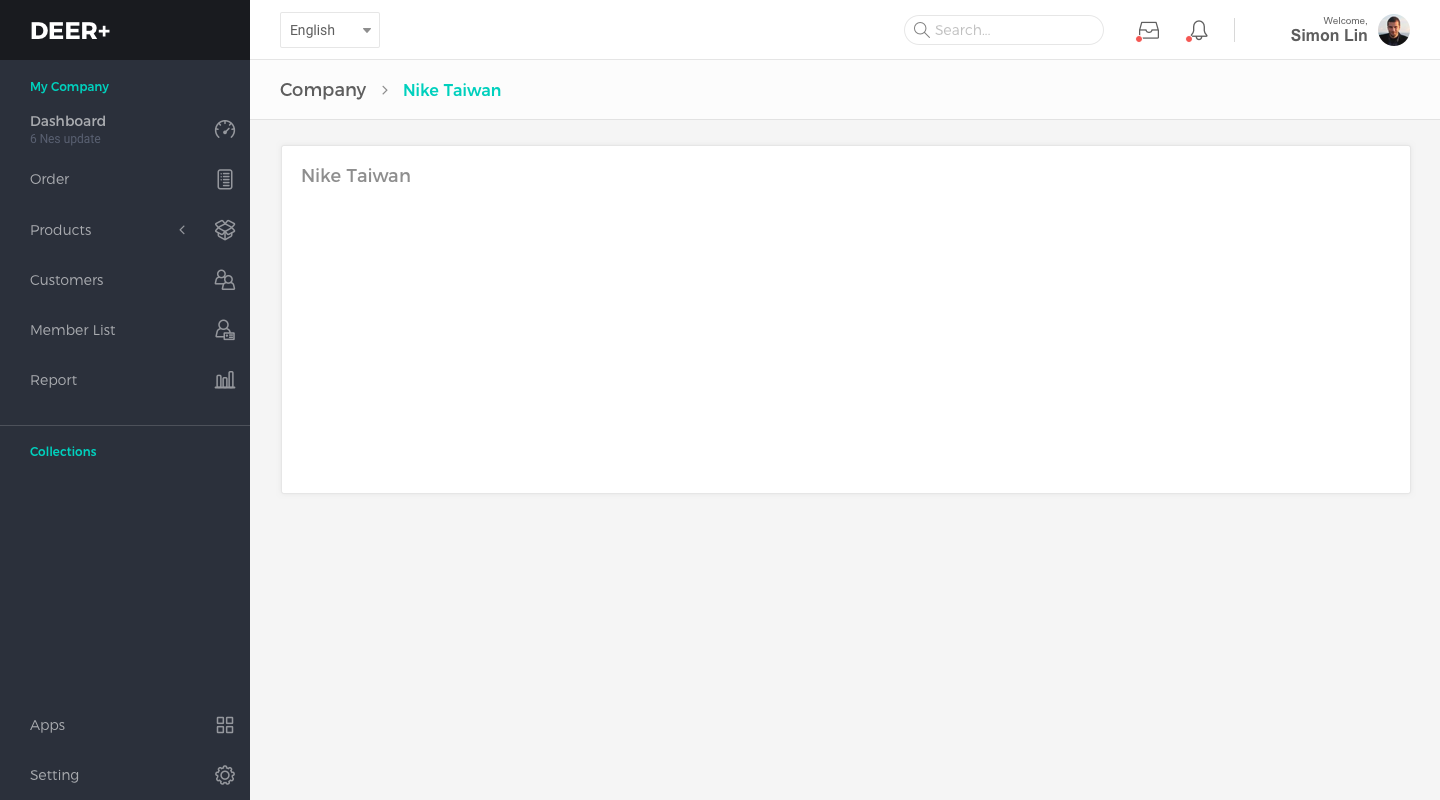 DEER+
English
Search...
Welcome,
Simon Lin
My Company
Dashboard
6 Nes update
Order
Products
Customers
Member List
Report
Collections
Apps
Setting
Company > Nike Taiwan
Nike Taiwan